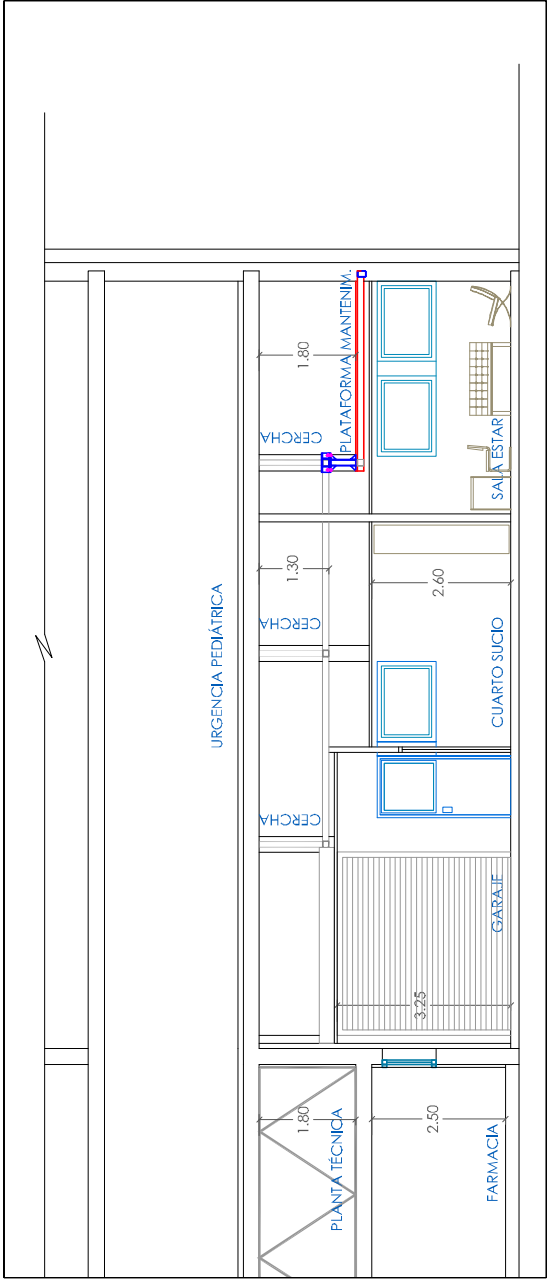 URGENCIA PEDIÁTRICA
CERCHA
CERCHA
1.30
CERCHA
1.80
1.80
PLANTA TÉCNICA
PLATAFORMA MANTENIM.
2.50
3.25
2.60
FARMACIA
GARAJE
CUARTO SUCIO
SALA ESTAR